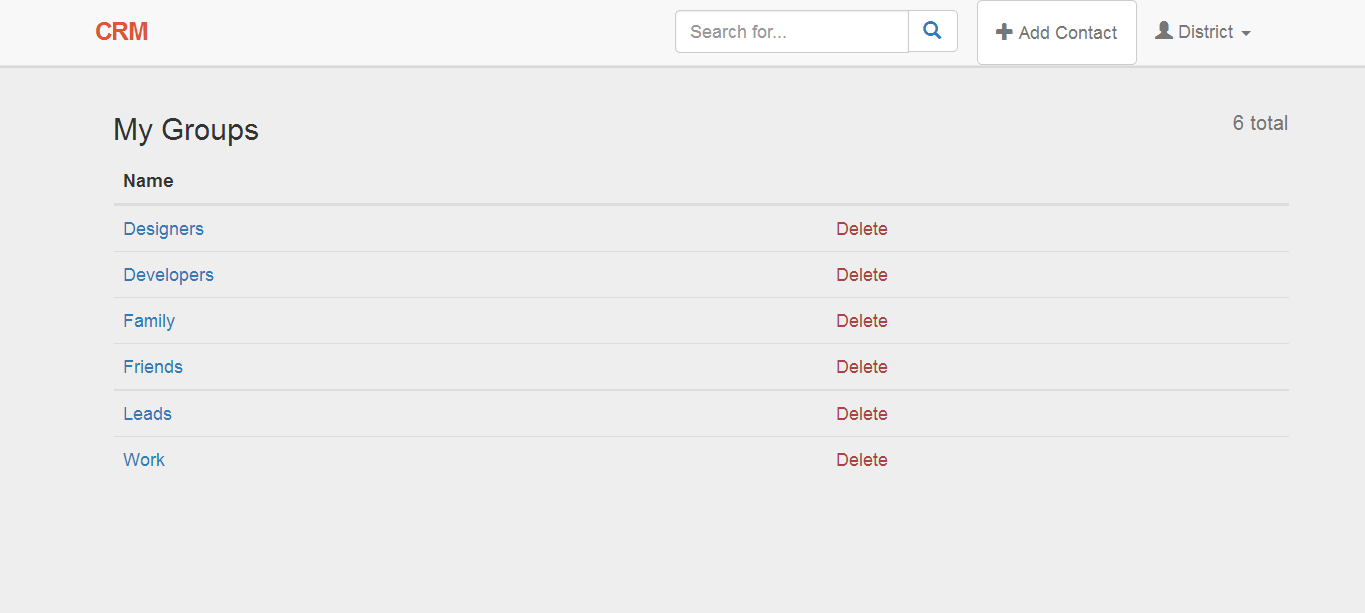 CRM
Search for...
Add Contact
District
My Groups
6 total
Name
Designers Delete
Developers Delete
Family Delete
Friends Delete
Leads Delete
Work Delete